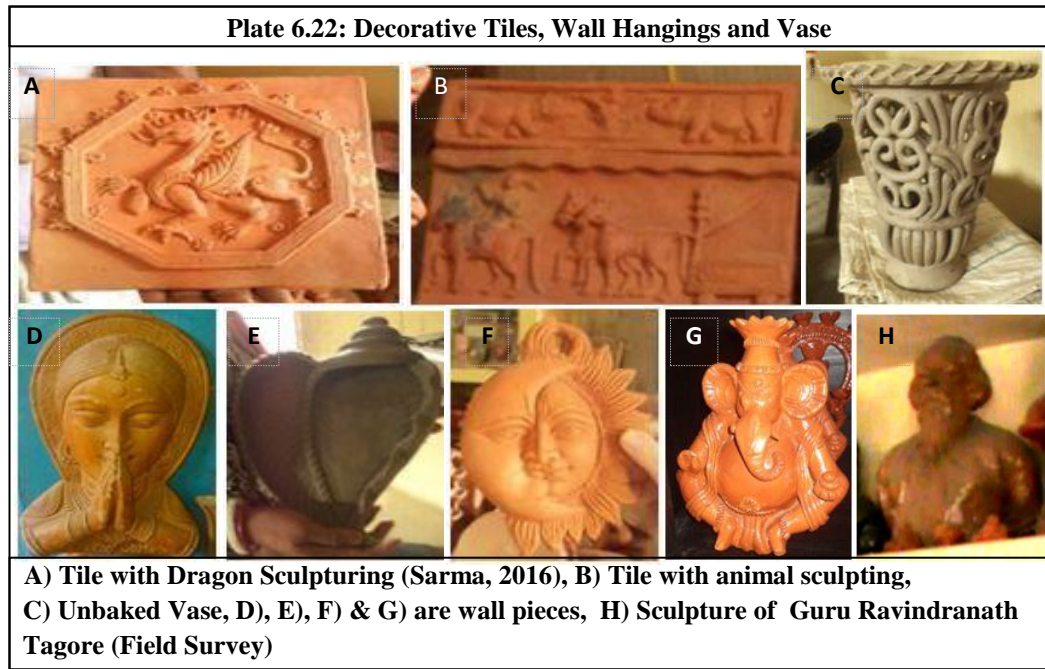 Plate 6.22: Decorative Tiles, Wall Hangings and Vase
A
B
C
D
E
F
G
H
A) Tile with Dragon Sculpturing (Sarma, 2016), B) Tile with animal sculpting,
C) Unbaked Vase, D), E), F) & G) are wall pieces, H) Sculpture of Guru Ravindranath
Tagore (Field Survey)